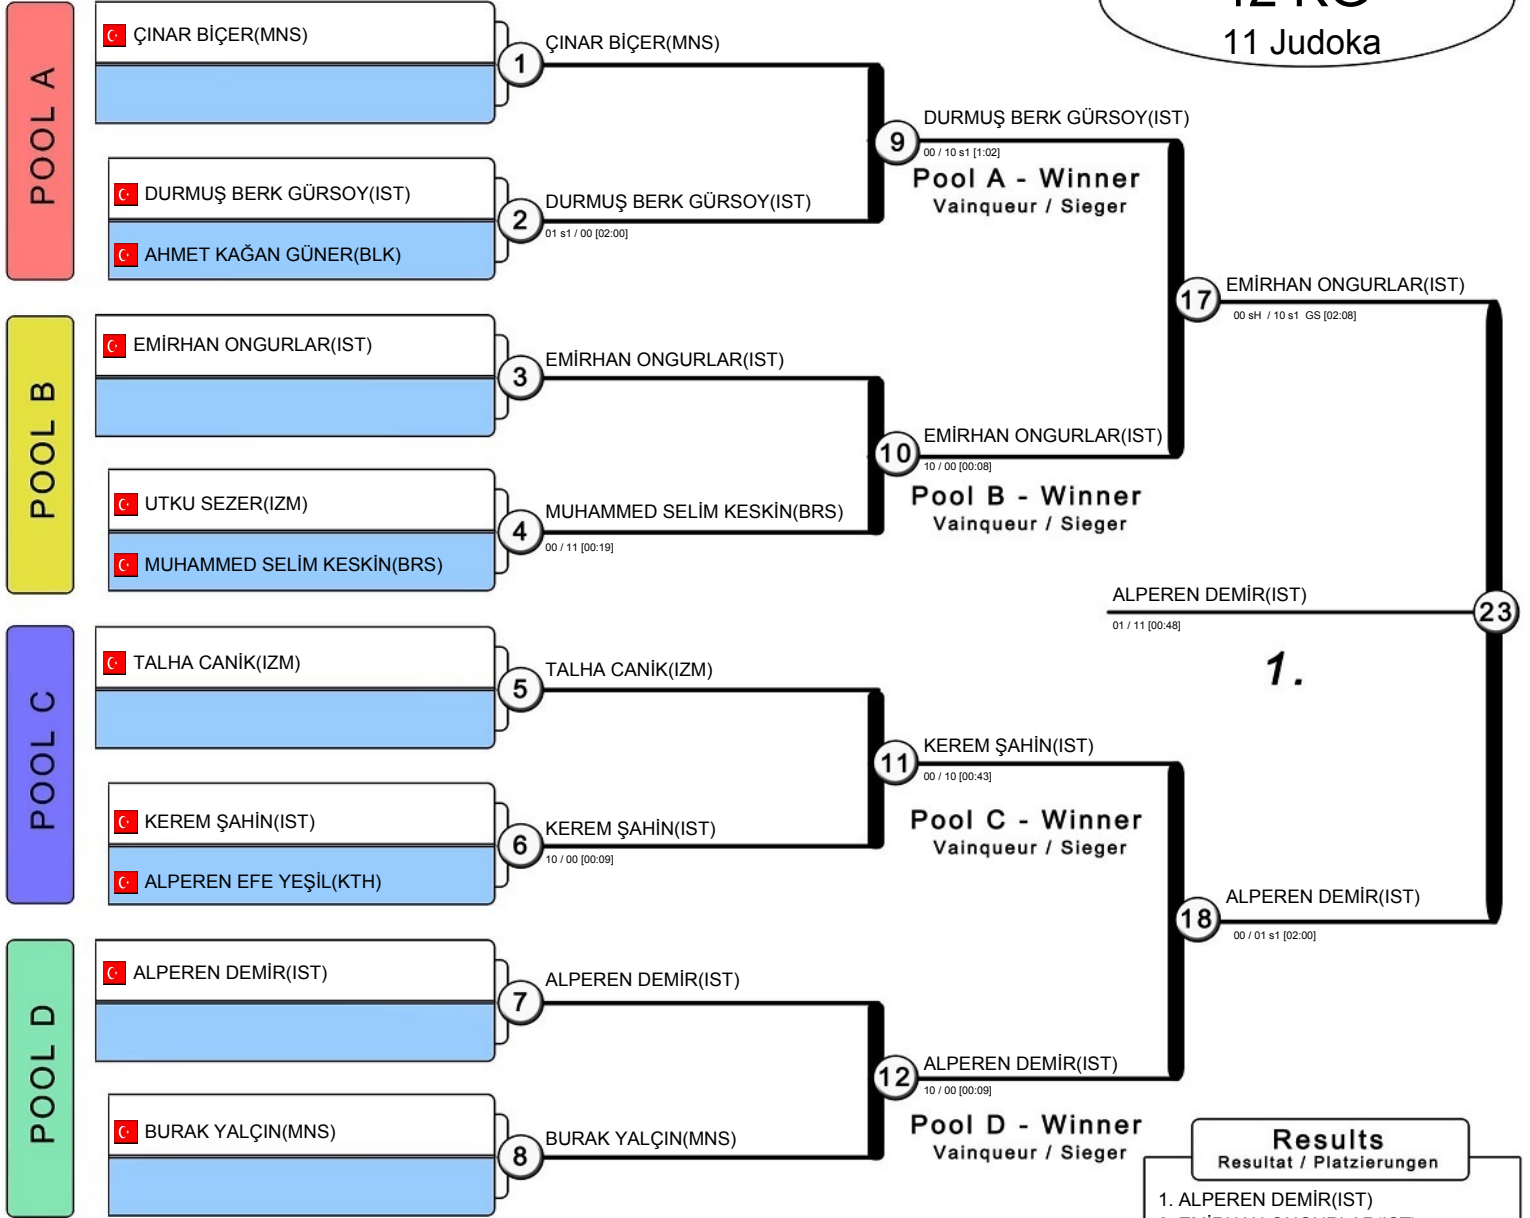 42 KG
11 Judoka
POOL A
ÇINAR BİÇER(MNS)
DURMUŞ BERK GÜRSOY(IST)
AHMET KAĞAN GÜNER(BLK)
1
ÇINAR BİÇER(MNS)
2
DURMUŞ BERK GÜRSOY(IST)
01 s1 / 00 [02:00]
9
DURMUŞ BERK GÜRSOY(IST)
00 / 10 s1 [1:02]
Pool A - Winner
Vainqueur / Sieger
POOL B
EMİRHAN ONGURLAR(IST)
UTKU SEZER(IZM)
MUHAMMED SELİM KESKİN(BRS)
3
EMİRHAN ONGURLAR(IST)
4
MUHAMMED SELİM KESKİN(BRS)
00 / 11 [00:19]
10
EMİRHAN ONGURLAR(IST)
10 / 00 [00:08]
Pool B - Winner
Vainqueur / Sieger
17
EMİRHAN ONGURLAR(IST)
00 sH / 10 s1 GS [02:08]
POOL C
TALHA CANİK(IZM)
KEREM ŞAHİN(IST)
ALPEREN EFE YEŞİL(KTH)
5
TALHA CANİK(IZM)
6
KEREM ŞAHİN(IST)
10 / 00 [00:09]
11
KEREM ŞAHİN(IST)
00 / 10 [00:43]
Pool C - Winner
Vainqueur / Sieger
POOL D
ALPEREN DEMİR(IST)
BURAK YALÇIN(MNS)
7
ALPEREN DEMİR(IST)
8
BURAK YALÇIN(MNS)
12
ALPEREN DEMİR(IST)
10 / 00 [00:09]
Pool D - Winner
Vainqueur / Sieger
18
ALPEREN DEMİR(IST)
00 / 01 s1 [02:00]
23
ALPEREN DEMİR(IST)
01 / 11 [00:48]
1.
Results
Resultat / Platzierungen
1. ALPEREN DEMİR(IST)